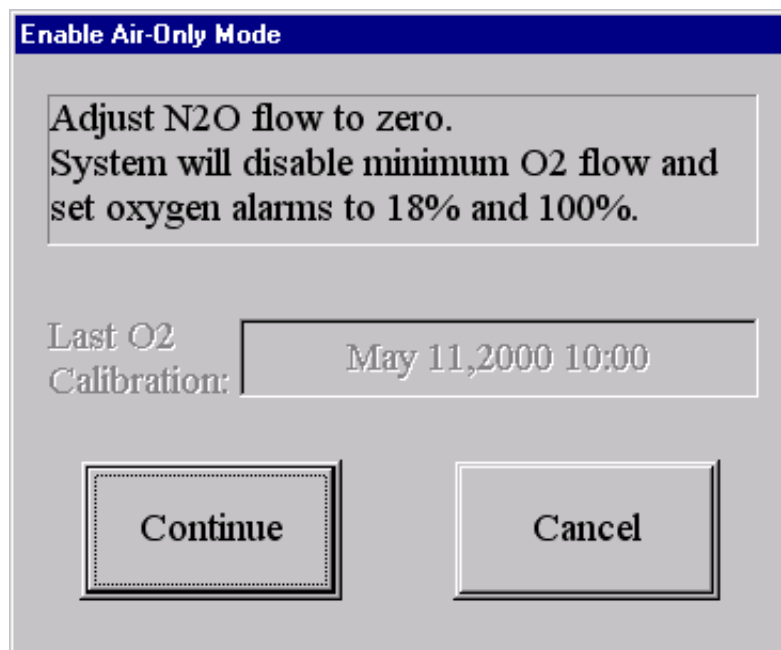 Enable Air-Only Mode
Adjust N2O flow to zero.
System will disable minimum O2 flow and
set oxygen alarms to 18% and 100%.
Last O2
Calibration:
May 11,2000 10:00
Continue
Cancel